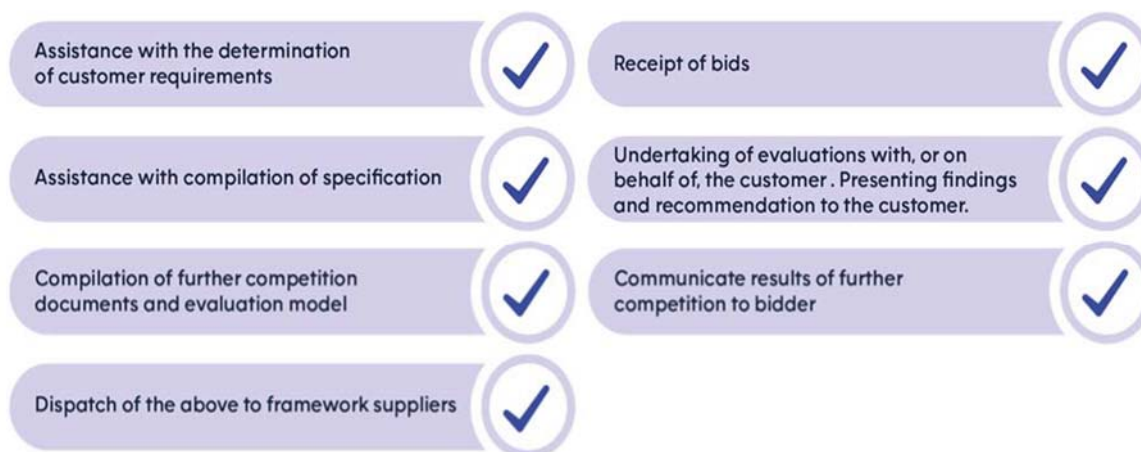 Assistance with the determination
of customer requirements
Assistance with compilation of specification
Compilation of further competition
documents and evaluation model
Dispatch of the above to framework suppliers
Receipt of bids
Undertaking of evaluations with, or on
behalf of, the customer . Presenting findings
and recommendation to the customer.
Communicate results of further
competition to bidder